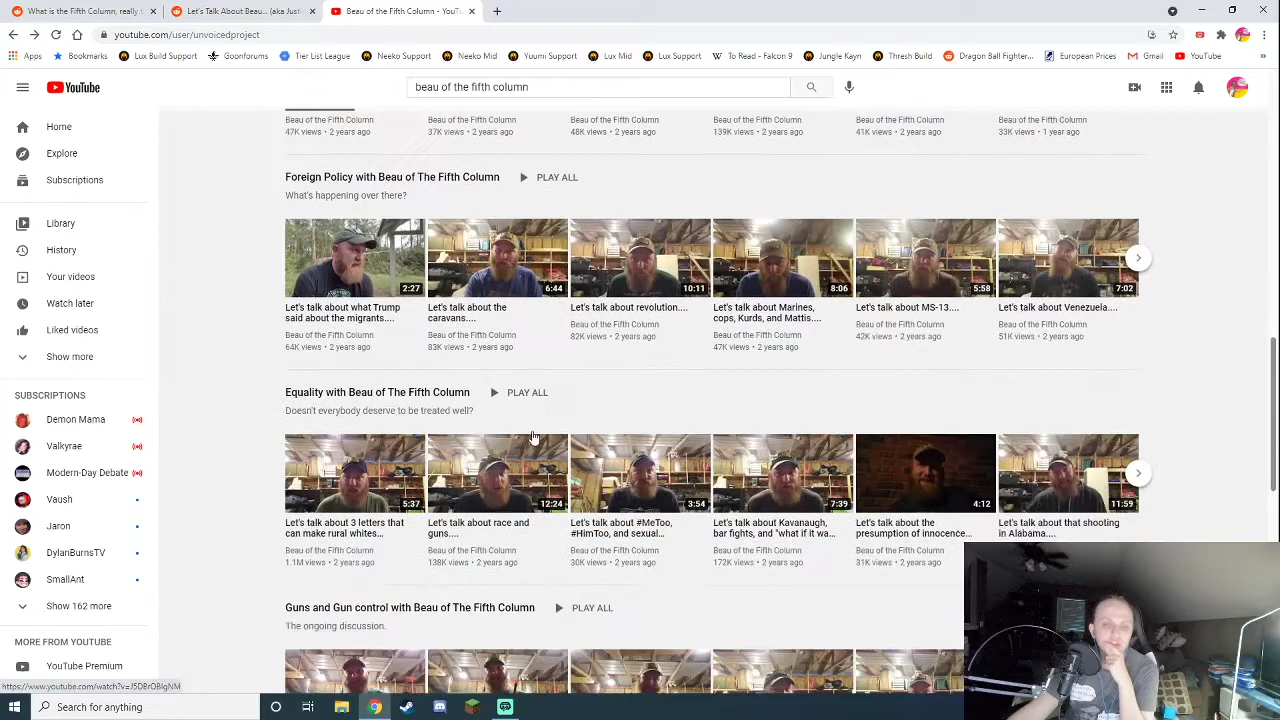 What is the Fifth Column, really t
Let's Talk About Beau... (aka Just
Beau of the Fifth Column - YouTu
youtube.com/user/unvoicedproject
Apps
Bookmarks
Lux Build Support
Tier List League
Neeko Support
Neeko Mid
Yuumi Support
Lux Mid
Lux Support
To Read - Falcon 9
Jungle Kayn
Thresh Build
Dragon Ball Fighter...
European Prices
Gmail
YouTube
YouTube
beau of the fifth column
Home
Explore
Subscriptions
Library
History
Your videos
Watch later
Liked videos
Show more
SUBSCRIPTIONS
Demon Mama
Valkyrae
Modern-Day Debate
Vaush
Jaron
DylanBurnsTV
SmallAnt
Show 162 more
MORE FROM YOUTUBE
YouTube Premium
Beau of the Fifth Column
47K views • 2 years ago
Beau of the Fifth Column
37K views • 2 years ago
Beau of the Fifth Column
48K views • 2 years ago
Beau of the Fifth Column
139K views • 2 years ago
Beau of the Fifth Column
41K views • 2 years ago
Beau of the Fifth Column
33K views • 1 year ago
Foreign Policy with Beau of The Fifth Column
PLAY ALL
What's happening over there?
2:27
6:44
10:11
8:06
5:58
7:02
Let's talk about what Trump
said about the migrants....
Beau of the Fifth Column
64K views • 2 years ago
Let's talk about the
caravans....
Beau of the Fifth Column
83K views • 2 years ago
Let's talk about revolution....
Beau of the Fifth Column
82K views • 2 years ago
Let's talk about Marines,
cops, Kurds, and Mattis....
Beau of the Fifth Column
47K views • 2 years ago
Let's talk about MS-13....
Beau of the Fifth Column
42K views • 2 years ago
Let's talk about Venezuela....
Beau of the Fifth Column
51K views • 2 years ago
Equality with Beau of The Fifth Column
PLAY ALL
Doesn't everybody deserve to be treated well?
5:37
12:24
3:54
7:39
4:12
11:59
Let's talk about 3 letters that
can make rural whites...
Beau of the Fifth Column
1.1M views • 2 years ago
Let's talk about race and
guns....
Beau of the Fifth Column
138K views • 2 years ago
Let's talk about #MeToo,
#HimToo, and sexual...
Beau of the Fifth Column
30K views • 2 years ago
Let's talk about Kavanaugh,
bar fights, and "what if it wa...
Beau of the Fifth Column
172K views • 2 years ago
Let's talk about the
presumption of innocence...
Beau of the Fifth Column
31K views • 2 years ago
Let's talk about that shooting
in Alabama....
Guns and Gun control with Beau of The Fifth Column
PLAY ALL
The ongoing discussion.
Search for anything